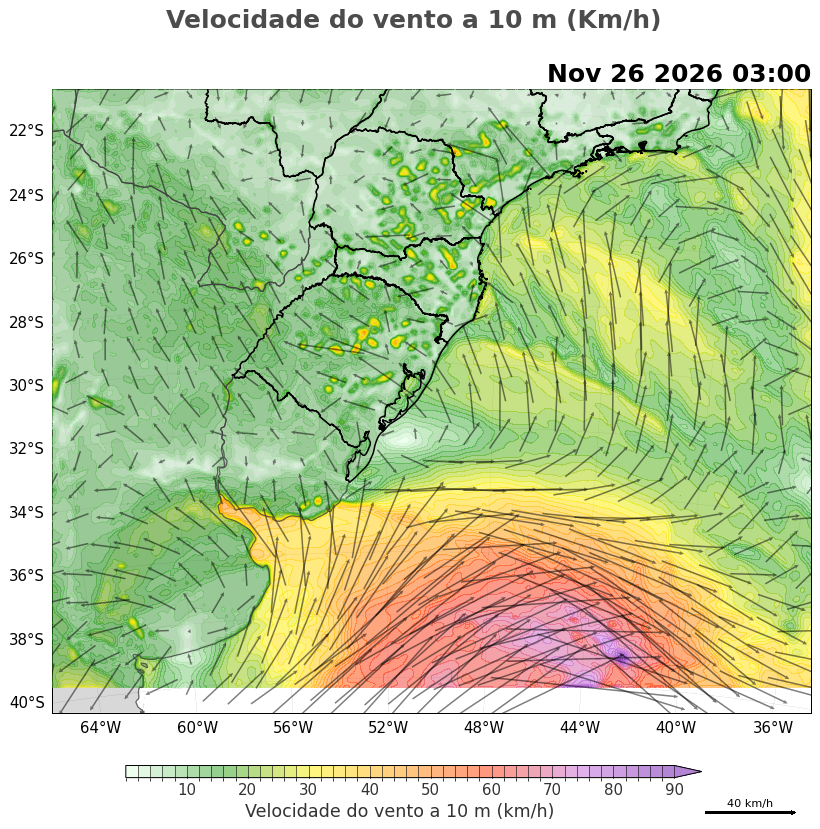 Velocidade do vento a 10 m (Km/h)
Nov 26 2026 03:00
22°S
24°S
26°S
28°S
30°S
32°S
34°S
36°S
38°S
40°S
64°W 60°W 56°W 52°W 48°W 44°W 40°W 36°W
10 20 30 40 50 60 70 80 90
Velocidade do vento a 10 m (km/h)
40 km/h